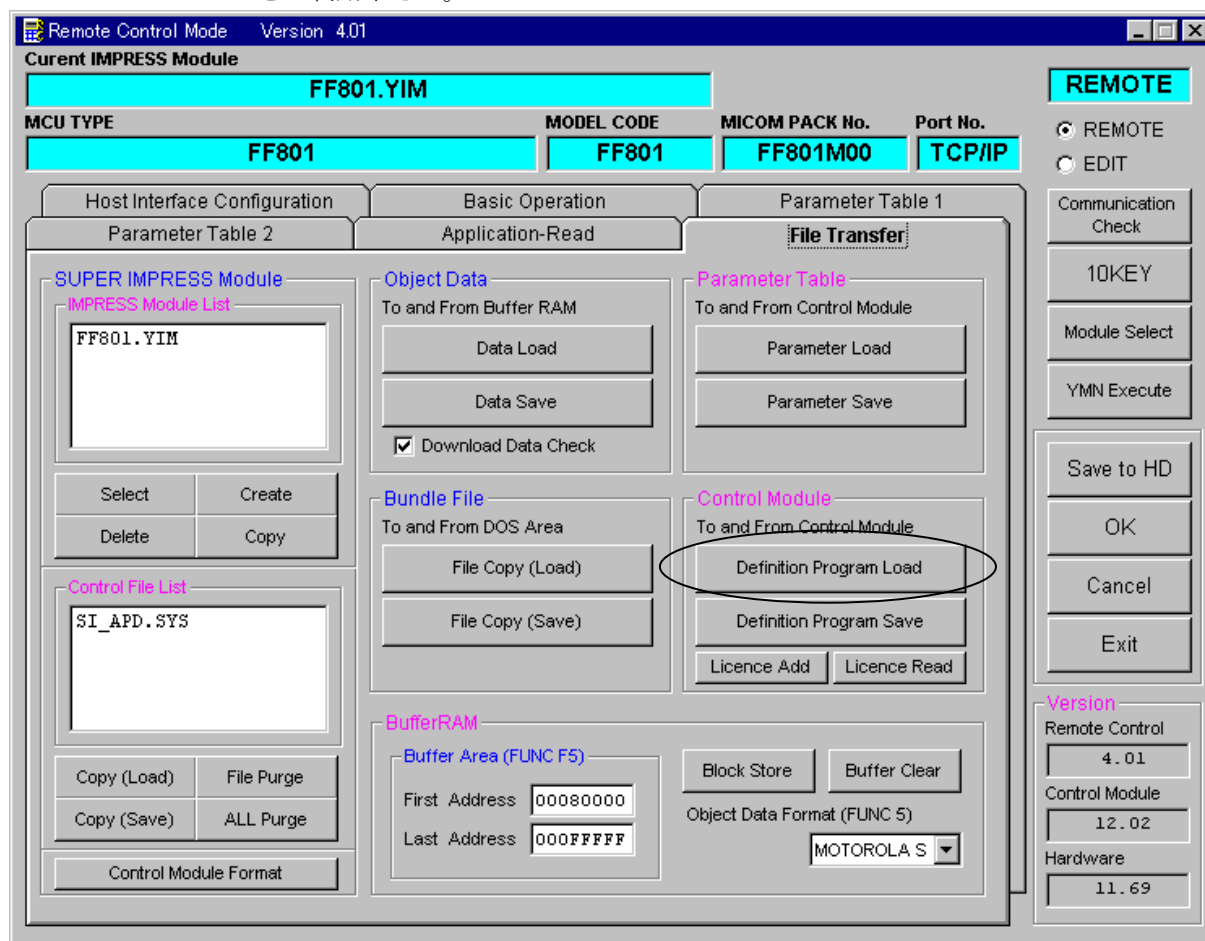 Remote Control Mode Version 4.01
Curent IMPRESS Module
FF801.YIM
REMOTE
MCU TYPE
MODEL CODE
MICOM PACK No.
Port No.
FF801
FF801
FF801M00
TCP/IP
REMOTE
EDIT
Host Interface Configuration
Basic Operation
Parameter Table 1
Parameter Table 2
Application-Read
File Transfer
SUPER IMPRESS Module
IMPRESS Module List
FF801.YIM
Select
Create
Delete
Copy
Control File List
SI_APD.SYS
Copy (Load)
File Purge
Copy (Save)
ALL Purge
Control Module Format
Object Data
To and From Buffer RAM
Data Load
Data Save
Download Data Check
Parameter Table
To and From Control Module
Parameter Load
Parameter Save
Bundle File
To and From DOS Area
File Copy (Load)
File Copy (Save)
Control Module
To and From Control Module
Definition Program Load
Definition Program Save
Licence Add
Licence Read
BufferRAM
Buffer Area (FUNC F5)
First Address 00080000
Last Address 000FFFFF
Block Store
Buffer Clear
Object Data Format (FUNC 5)
MOTOROLA S
Communication
Check
10KEY
Module Select
YMN Execute
Save to HD
OK
Cancel
Exit
Version
Remote Control
4.01
Control Module
12.02
Hardware
11.69